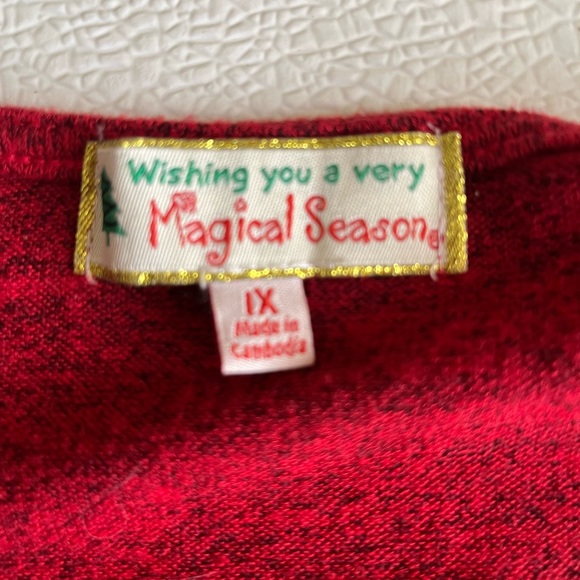 Wishing you a very
Magical Season®
1X
Made in
Cambodia